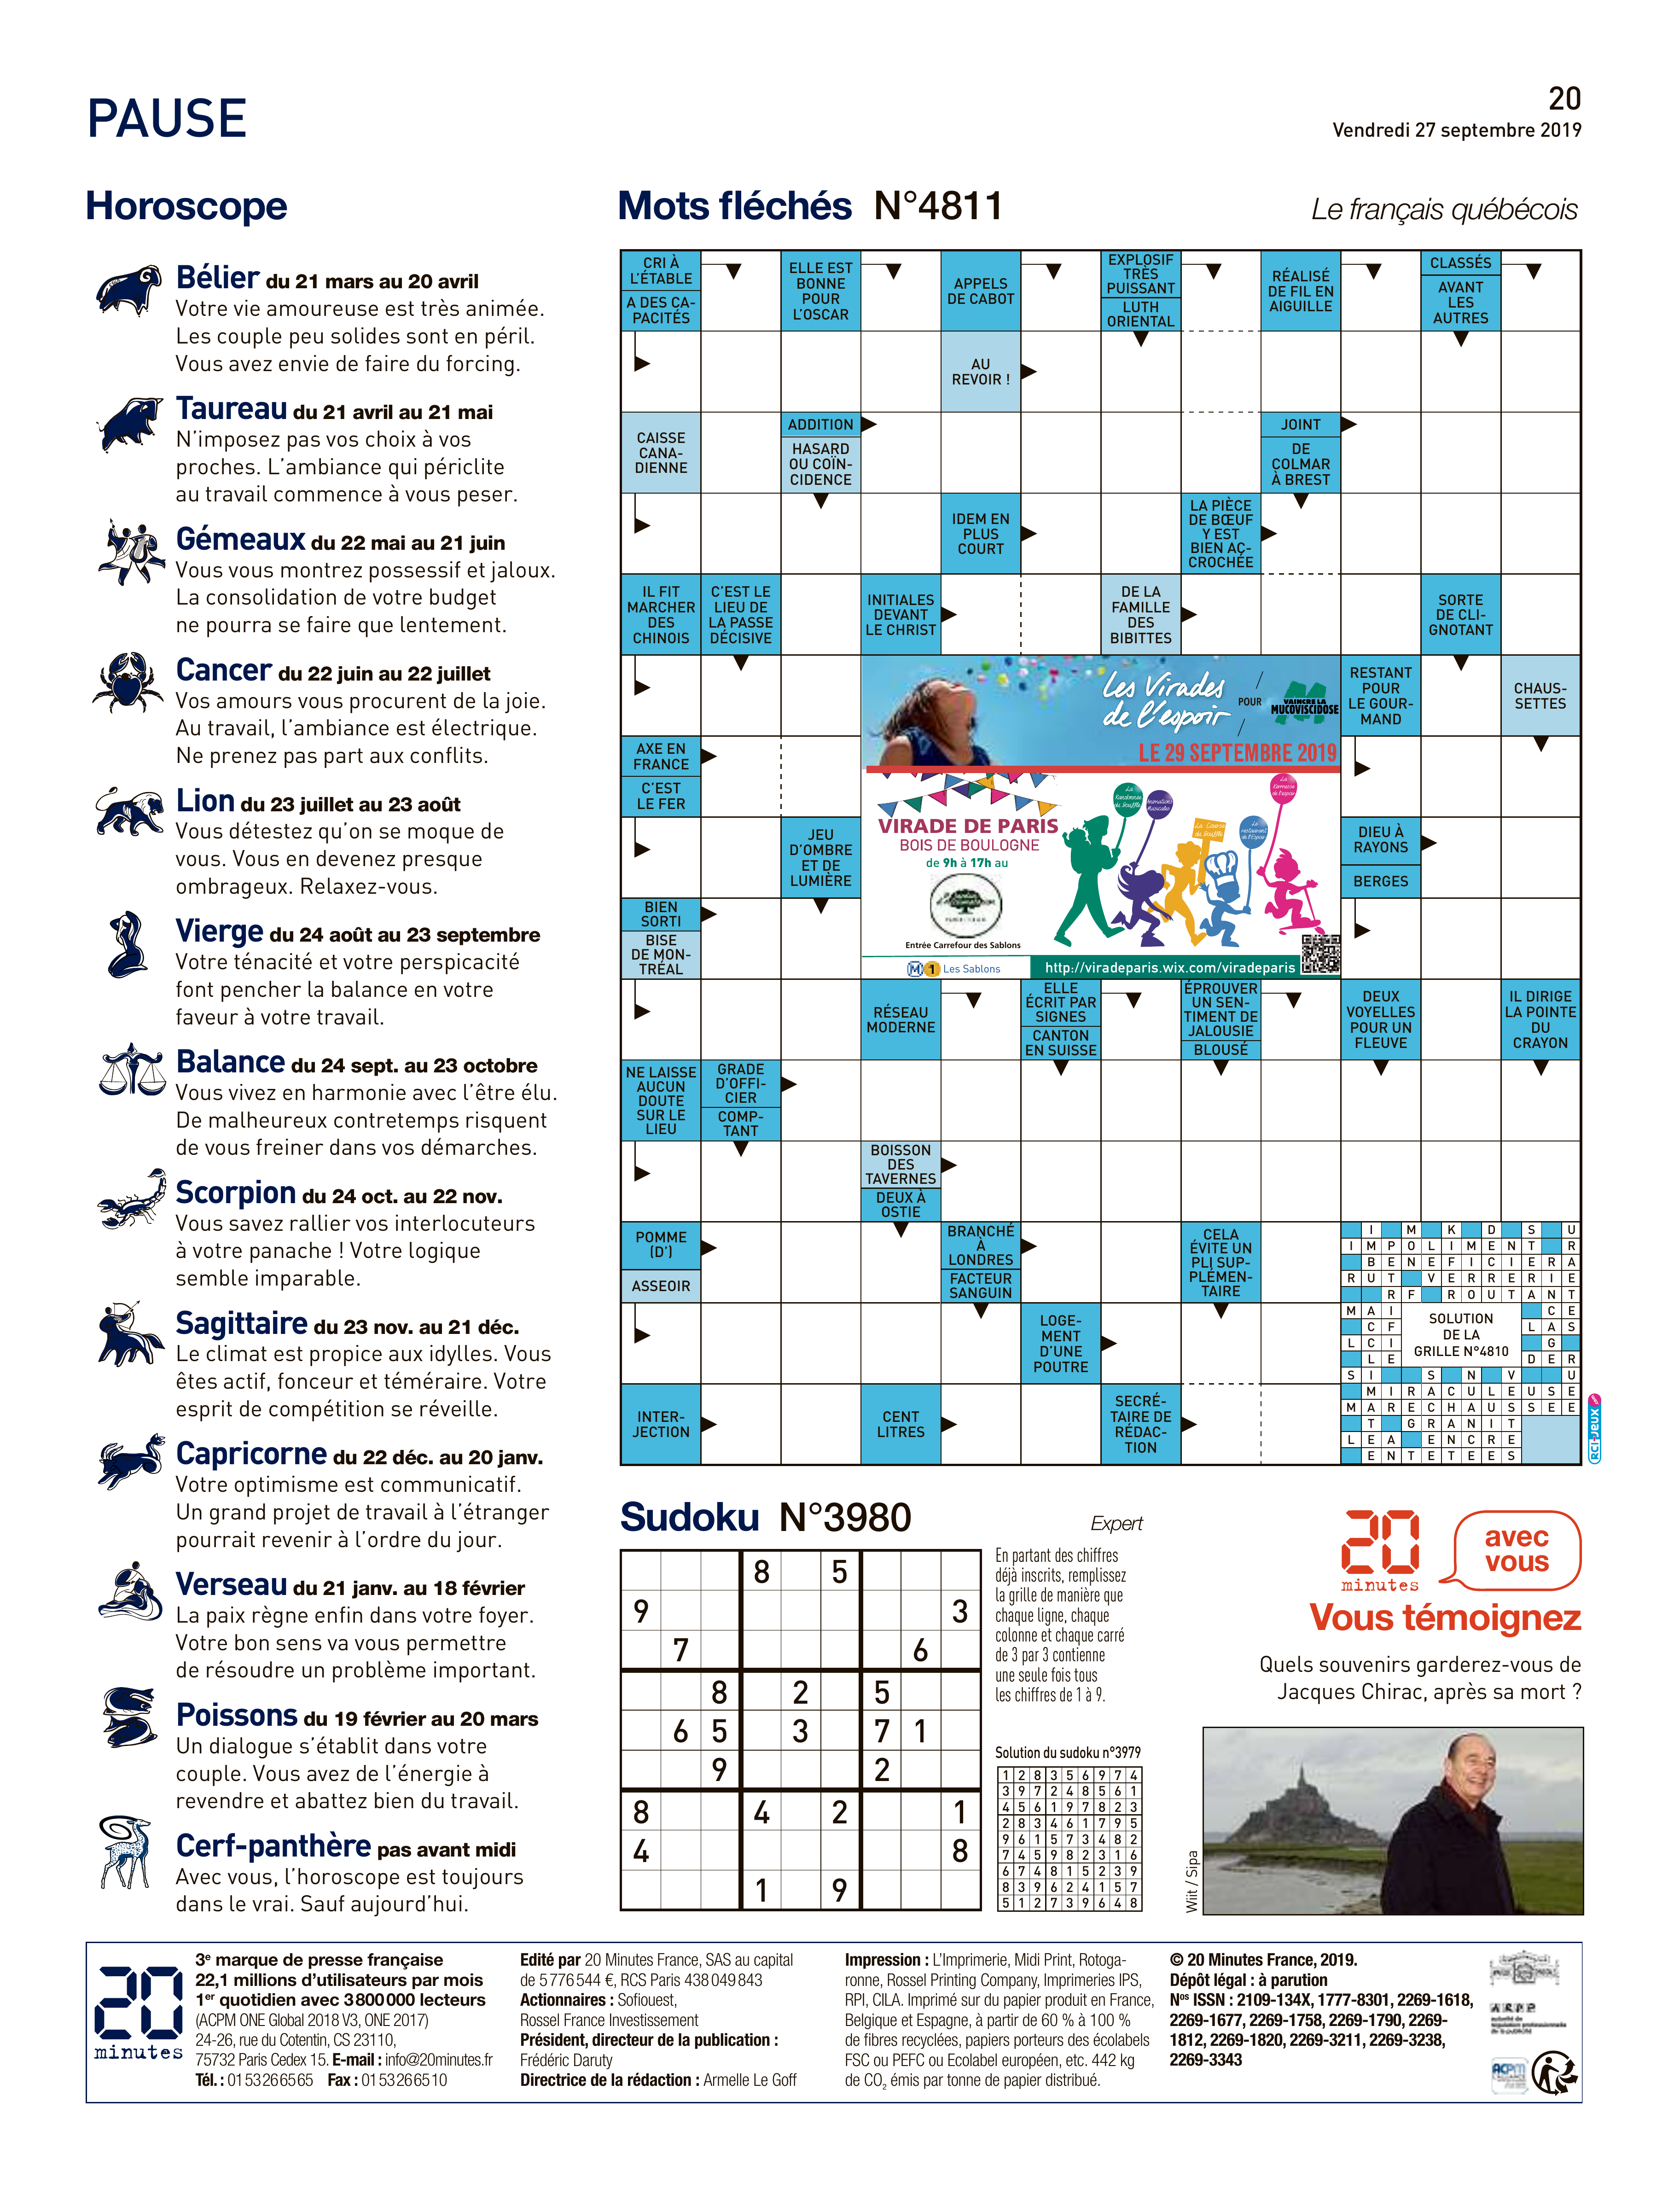 PAUSE
20
Vendredi 27 septembre 2019
Horoscope
Bélier du 21 mars au 20 avril
Votre vie amoureuse est très animée.
Les couple peu solides sont en péril.
Vous avez envie de faire du forcing.
Taureau du 21 avril au 21 mai
N'imposez pas vos choix à vos
proches. L'ambiance qui périclite
au travail commence à vous peser.
Gémeaux du 22 mai au 21 juin
Vous vous montrez possessif et jaloux.
La consolidation de votre budget
ne pourra se faire que lentement.
Cancer du 22 juin au 22 juillet
Vos amours vous procurent de la joie.
Au travail, l'ambiance est électrique.
Ne prenez pas part aux conflits.
Lion du 23 juillet au 23 août
Vous détestez qu'on se moque de
vous. Vous en devenez presque
ombrageux. Relaxez-vous.
Vierge du 24 août au 23 septembre
Votre ténacité et votre perspicacité
font pencher la balance en votre
faveur à votre travail.
Balance du 24 sept. au 23 octobre
Vous vivez en harmonie avec l'être élu.
De malheureux contretemps risquent
de vous freiner dans vos démarches.
Scorpion du 24 oct. au 22 nov.
Vous savez rallier vos interlocuteurs
à votre panache ! Votre logique
semble imparable.
Sagittaire du 23 nov. au 21 déc.
Le climat est propice aux idylles. Vous
êtes actif, fonceur et téméraire. Votre
esprit de compétition se réveille.
Capricorne du 22 déc. au 20 janv.
Votre optimisme est communicatif.
Un grand projet de travail à l'étranger
pourrait revenir à l'ordre du jour.
Verseau du 21 janv. au 18 février
La paix règne enfin dans votre foyer.
Votre bon sens va vous permettre
de résoudre un problème important.
Poissons du 19 février au 20 mars
Un dialogue s'établit dans votre
couple. Vous avez de l'énergie à
revendre et abattez bien du travail.
Cerf-panthère pas avant midi
Avec vous, l'horoscope est toujours
dans le vrai. Sauf aujourd'hui.
Mots fléchés N°4811
Le français québécois
CRI À
L'ÉTABLE
A DES CA-
PACITÉS
ELLE EST
BONNE
POUR
L'OSCAR
APPELS
DE CABOT
EXPLOSIF
TRÈS
PUISSANT
LUTH
ORIENTAL
RÉALISÉ
DE FIL EN
AIGUILLE
CLASSÉS
AVANT
LES
AUTRES
AU
REVOIR !
CAISSE
CANA-
DIENNE
ADDITION
HASARD
OU COÏN-
CIDENCE
JOINT
DE
COLMAR
À BREST
IDEM EN
PLUS
COURT
LA PIÈCE
DE BŒUF
Y EST
BIEN AC-
CROCHÉE
IL FIT
MARCHER
DES
CHINOIS
C'EST LE
LIEU DE
LA PASSE
DÉCISIVE
INITIALES
DEVANT
LE CHRIST
DE LA
FAMILLE
DES
BIBITTES
SORTE
DE CLI-
GNOTANT
RESTANT
POUR
LE GOUR-
MAND
CHAUS-
SETTES
AXE EN
FRANCE
C'EST
LE FER
JEU
D'OMBRE
ET DE
LUMIÈRE
DIEU À
RAYONS
BERGES
BIEN
SORTI
BISE
DE MON-
TRÉAL
RÉSEAU
MODERNE
ELLE
ÉCRIT PAR
SIGNES
CANTON
EN SUISSE
ÉPROUVER
UN SEN-
TIMENT DE
JALOUSIE
BLOUSÉ
DEUX
VOYELLES
POUR UN
FLEUVE
IL DIRIGE
LA POINTE
DU
CRAYON
NE LAISSE
AUCUN
DOUTE
SUR LE
LIEU
GRADE
D'OFFI-
CIER
COMP-
TANT
BOISSON
DES
TAVERNES
DEUX À
OSTIE
POMME
(D')
ASSEOIR
BRANCHÉ
À
LONDRES
FACTEUR
SANGUIN
CELA
ÉVITE UN
PLI SUP-
PLÉMEN-
TAIRE
LOGE-
MENT
D'UNE
POUTRE
INTER-
JECTION
CENT
LITRES
SECRÉ-
TAIRE DE
RÉDAC-
TION
Les Virades
de l'espoir
POUR
VAINCRE LA
MUCOVISCIDOSE
LE 29 SEPTEMBRE 2019
VIRADE DE PARIS
BOIS DE BOULOGNE
de 9h à 17h au
Entrée Carrefour des Sablons
M 1 Les Sablons
http://viradeparis.wix.com/viradeparis
I M K D S U
I M P O L I M E N T R
B E N E F I C I E R A
R U T V E R R E R I E
R F R O U T A N T
M A I C E
C F L A S
L C I G
L E D E R
S I S N V U
M I R A C U L E U S E
M A R E C H A U S S E E
T G R A N I T
L E A E N C R E
E N T E T E E S
SOLUTION
DE LA
GRILLE N°4810
RCI-JEUX
Sudoku N°3980
Expert
8 5
9 3
7 6
8 2 5
6 5 3 7 1
9 2
8 4 2 1
4 8
1 9
En partant des chiffres
déjà inscrits, remplissez
la grille de manière que
chaque ligne, chaque
colonne et chaque carré
de 3 par 3 contienne
une seule fois tous
les chiffres de 1 à 9.
Solution du sudoku n°3979
1 2 8 3 5 6 9 7 4
3 9 7 2 4 8 5 6 1
4 5 6 1 9 7 8 2 3
2 8 3 4 6 1 7 9 5
9 6 1 5 7 3 4 8 2
7 4 5 9 8 2 3 1 6
6 7 4 8 1 5 2 3 9
8 3 9 6 2 4 1 5 7
5 1 2 7 3 9 6 4 8
20
minutes
avec
vous
Vous témoignez
Quels souvenirs garderez-vous de
Jacques Chirac, après sa mort ?
Wiit / Sipa
20
minutes
3e marque de presse française
22,1 millions d'utilisateurs par mois
1er quotidien avec 3 800 000 lecteurs
(ACPM ONE Global 2018 V3, ONE 2017)
24-26, rue du Cotentin, CS 23110,
75732 Paris Cedex 15. E-mail : info@20minutes.fr
Tél. : 01 53 26 65 65 Fax : 01 53 26 65 10
Edité par 20 Minutes France, SAS au capital
de 5 776 544 €, RCS Paris 438 049 843
Actionnaires : Sofiouest,
Rossel France Investissement
Président, directeur de la publication :
Frédéric Daruty
Directrice de la rédaction : Armelle Le Goff
Impression : L'Imprimerie, Midi Print, Rotoga-
ronne, Rossel Printing Company, Imprimeries IPS,
RPI, CILA. Imprimé sur du papier produit en France,
Belgique et Espagne, à partir de 60 % à 100 %
de fibres recyclées, papiers porteurs des écolabels
FSC ou PEFC ou Ecolabel européen, etc. 442 kg
de CO2 émis par tonne de papier distribué.
© 20 Minutes France, 2019.
Dépôt légal : à parution
Nos ISSN : 2109-134X, 1777-8301, 2269-1618,
2269-1677, 2269-1758, 2269-1790, 2269-
1812, 2269-1820, 2269-3211, 2269-3238,
2269-3343
ARPP
ACPM